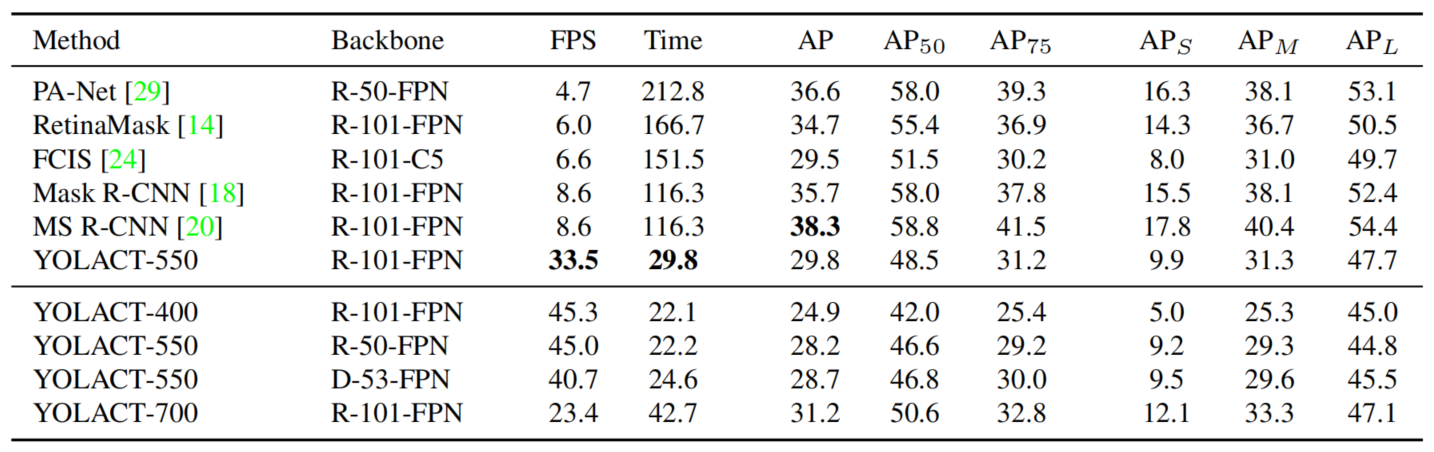 Method Backbone FPS Time AP AP50 AP75 APS APM APL
PA-Net [29] R-50-FPN 4.7 212.8 36.6 58.0 39.3 16.3 38.1 53.1
RetinaMask [14] R-101-FPN 6.0 166.7 34.7 55.4 36.9 14.3 36.7 50.5
FCIS [24] R-101-C5 6.6 151.5 29.5 51.5 30.2 8.0 31.0 49.7
Mask R-CNN [18] R-101-FPN 8.6 116.3 35.7 58.0 37.8 15.5 38.1 52.4
MS R-CNN [20] R-101-FPN 8.6 116.3 38.3 58.8 41.5 17.8 40.4 54.4
YOLACT-550 R-101-FPN 33.5 29.8 29.8 48.5 31.2 9.9 31.3 47.7
YOLACT-400 R-101-FPN 45.3 22.1 24.9 42.0 25.4 5.0 25.3 45.0
YOLACT-550 R-50-FPN 45.0 22.2 28.2 46.6 29.2 9.2 29.3 44.8
YOLACT-550 D-53-FPN 40.7 24.6 28.7 46.8 30.0 9.5 29.6 45.5
YOLACT-700 R-101-FPN 23.4 42.7 31.2 50.6 32.8 12.1 33.3 47.1